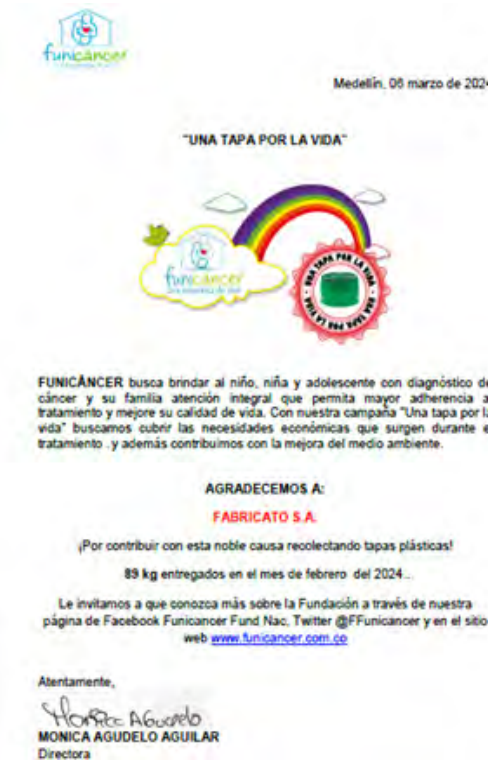 funicáncer
Medellín, 06 marzo de 2024
"UNA TAPA POR LA VIDA"
funicáncer
UNA TAPA POR LA VIDA - UNA TAPA POR LA VIDA -
FUNICÁNCER busca brindar al niño, niña y adolescente con diagnóstico de
cáncer y su familia atención integral que permita mayor adherencia a
tratamiento y mejore su calidad de vida. Con nuestra campaña "Una tapa por la
vida" buscamos cubrir las necesidades económicas que surgen durante e
tratamiento .y además contribuimos con la mejora del medio ambiente.
AGRADECEMOS A:
FABRICATO S.A.
¡Por contribuir con esta noble causa recolectando tapas plásticas!
89 kg entregados en el mes de febrero del 2024..
Le invitamos a que conozca más sobre la Fundación a través de nuestra
página de Facebook Funicancer Fund Nac, Twitter @FFunicancer y en el sitio
web www.funicancer.com.co
Atentamente,
Monica Agudelo
MONICA AGUDELO AGUILAR
Directora